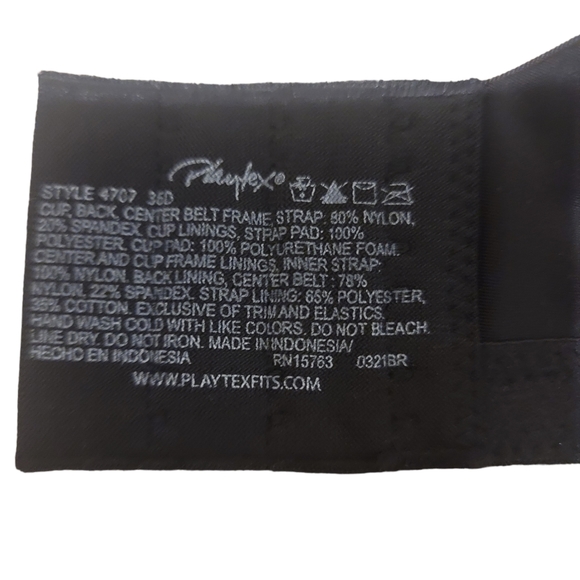 Playtex®
STYLE 4707 36D
CUP, BACK, CENTER BELT FRAME, STRAP: 80% NYLON,
20% SPANDEX. CUP LININGS, STRAP PAD: 100%
POLYESTER. CUP PAD: 100% POLYURETHANE FOAM.
CENTER AND CUP FRAME LININGS, INNER STRAP:
100% NYLON. BACK LINING, CENTER BELT: 78%
NYLON, 22% SPANDEX. STRAP LINING: 65% POLYESTER,
35% COTTON. EXCLUSIVE OF TRIM AND ELASTICS.
HAND WASH COLD WITH LIKE COLORS. DO NOT BLEACH.
LINE DRY. DO NOT IRON. MADE IN INDONESIA/
HECHO EN INDONESIA RN15763 0321BR
WWW.PLAYTEXFITS.COM